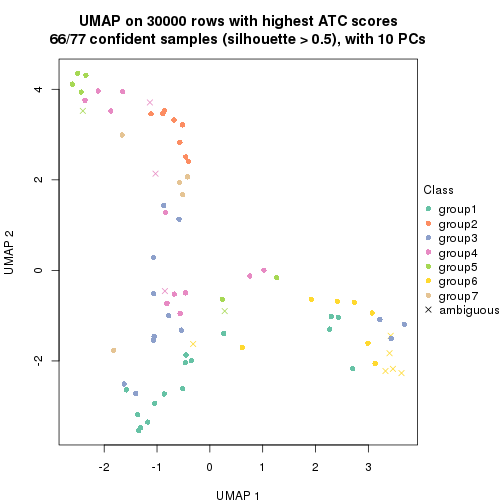 UMAP on 30000 rows with highest ATC scores
66/77 confident samples (silhouette > 0.5), with 10 PCs
4
2
0
-2
-2
-1
0
1
2
3
UMAP 2
UMAP 1
Class
group1
group2
group3
group4
group5
group6
group7
ambiguous